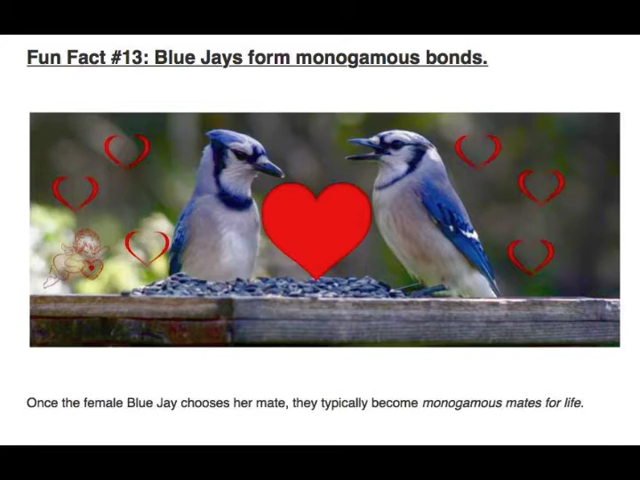 Fun Fact #13: Blue Jays form monogamous bonds.
Once the female Blue Jay chooses her mate, they typically become monogamous mates for life.